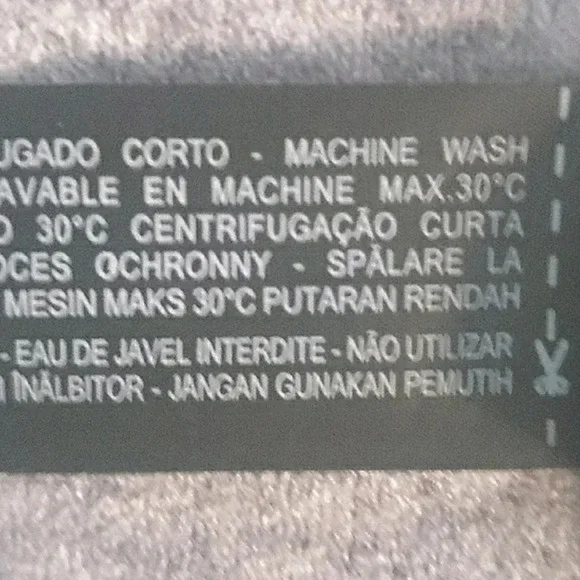 UGADO CORTO - MACHINE WASH
AVABLE EN MACHINE MAX.30°C
O 30°C CENTRIFUGAÇÃO CURTA
OCES OCHRONNY - SPĂLARE LA
MESIN MAKS 30°C PUTARAN RENDAH
- EAU DE JAVEL INTERDITE - NÃO UTILIZAR
ÎNĂLBITOR - JANGAN GUNAKAN PEMUTIH